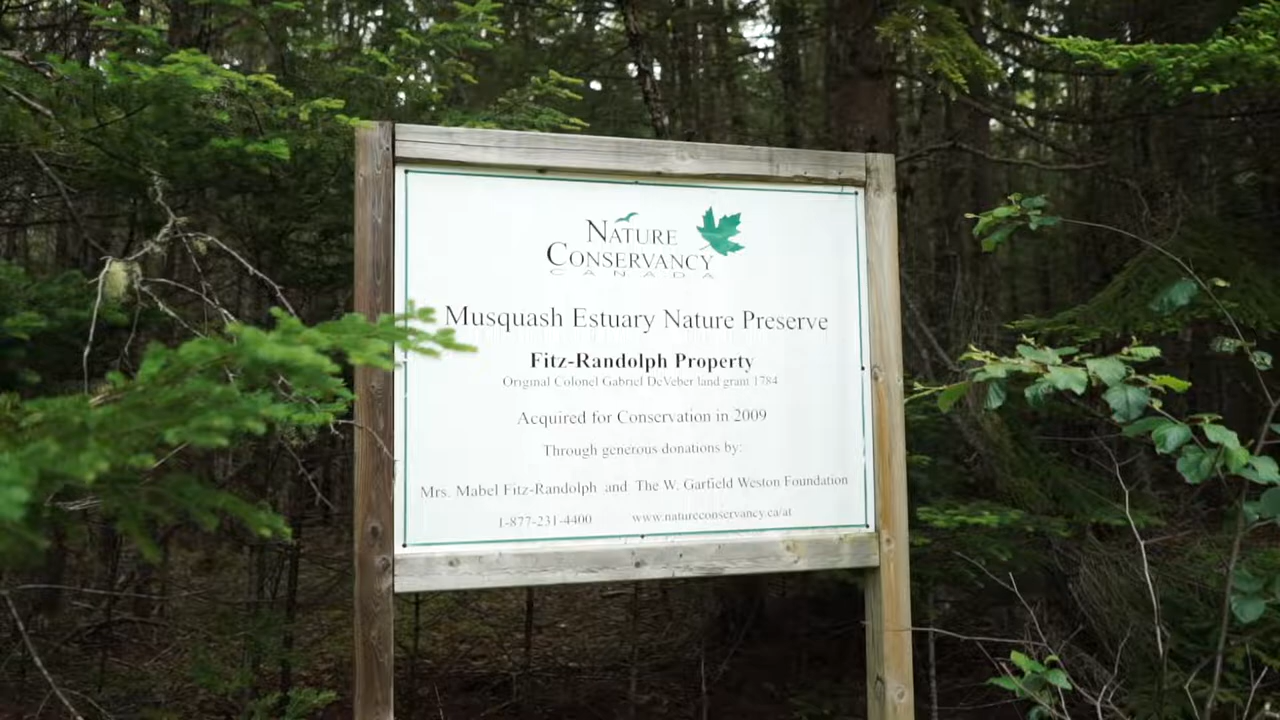 NATURE
CONSERVANCY
CANADA
Musquash Estuary Nature Preserve
Fitz-Randolph Property
Original Colonel Gabriel DeVeber land grant 1784
Acquired for Conservation in 2009
Through generous donations by:
Mrs. Mabel Fitz-Randolph and The W. Garfield Weston Foundation
1-877-231-4400 www.natureconservancy.ca/at